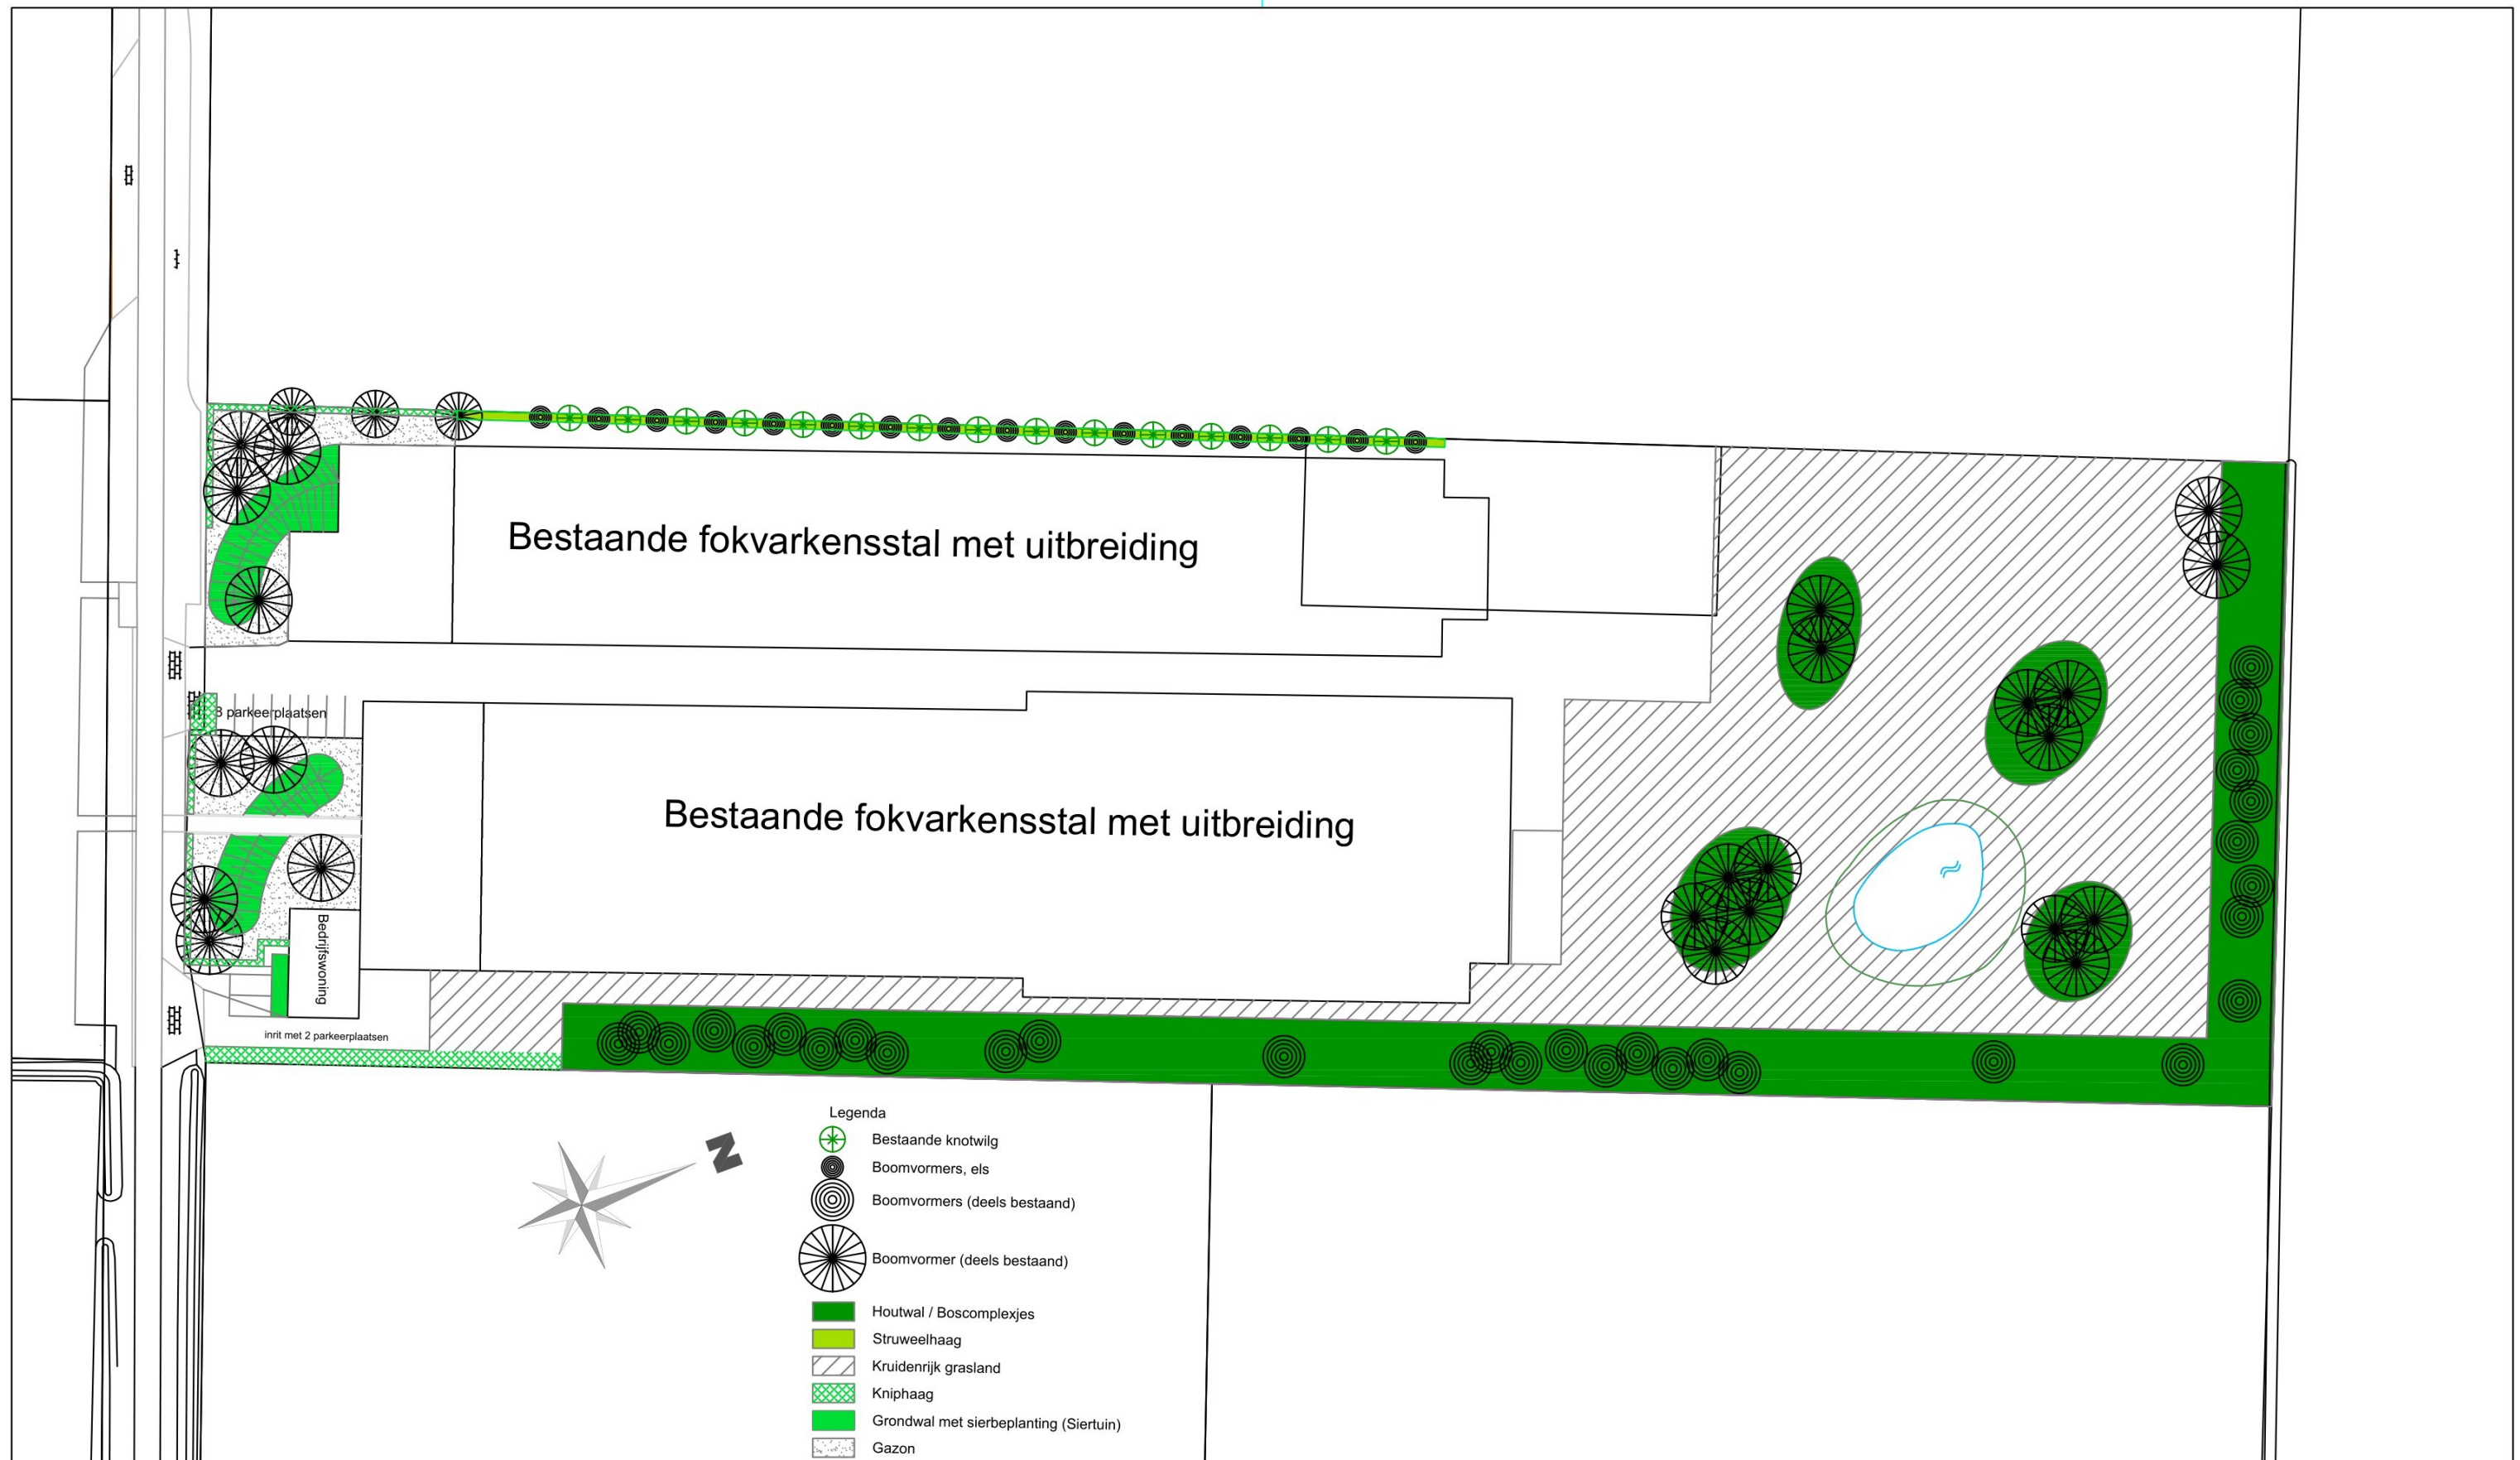 Bestaande fokvarkensstal met uitbreiding
8 parkeerplaatsen
Bestaande fokvarkensstal met uitbreiding
Bedrijfswoning
inrit met 2 parkeerplaatsen
N
Legenda
Bestaande knotwilg
Boomvormers, els
Boomvormers (deels bestaand)
Boomvormer (deels bestaand)
Houtwal / Boscomplexjes
Struweelhaag
Kruidenrijk grasland
Kniphaag
Grondwal met sierbeplanting (Siertuin)
Gazon